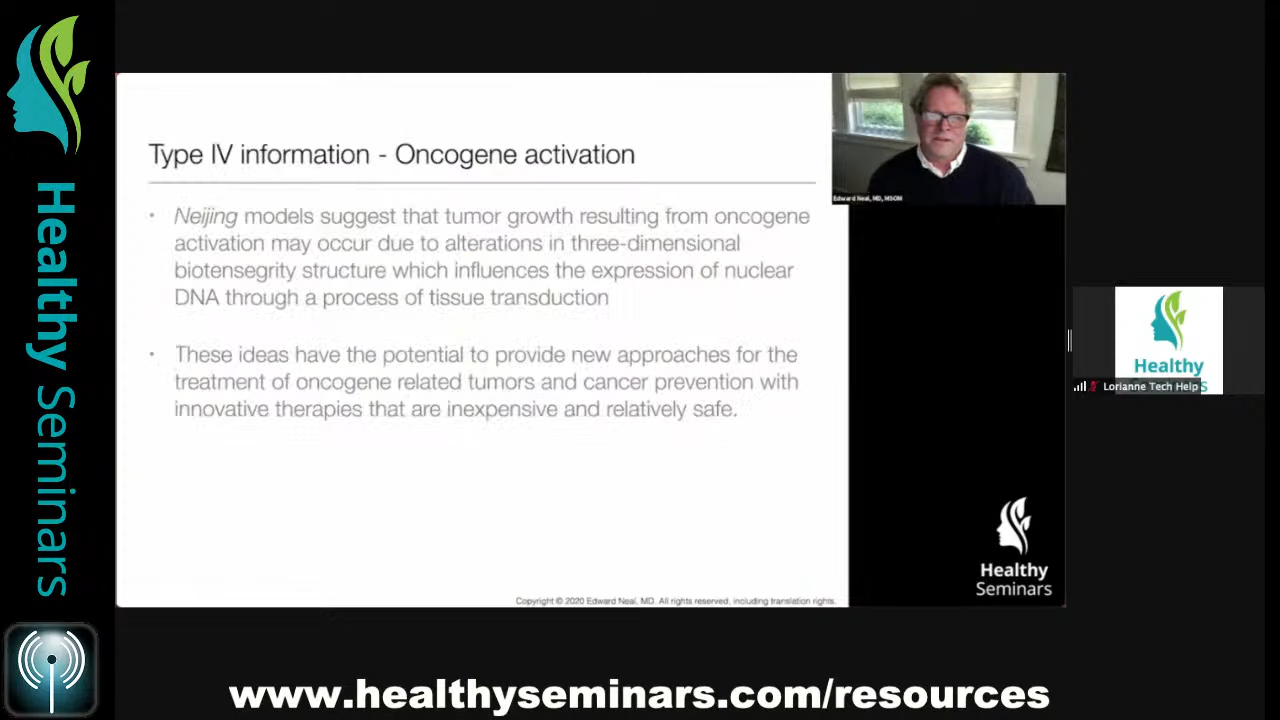 Healthy Seminars
Type IV information - Oncogene activation
• Neijing models suggest that tumor growth resulting from oncogene
activation may occur due to alterations in three-dimensional
biotensegrity structure which influences the expression of nuclear
DNA through a process of tissue transduction
• These ideas have the potential to provide new approaches for the
treatment of oncogene related tumors and cancer prevention with
innovative therapies that are inexpensive and relatively safe.
Copyright © 2020 Edward Neal, MD. All rights reserved, including translation rights.
Edward Neal, MD, MSOM
Healthy
Seminars
Healthy
Lorianne Tech Help
s
www.healthyseminars.com/resources